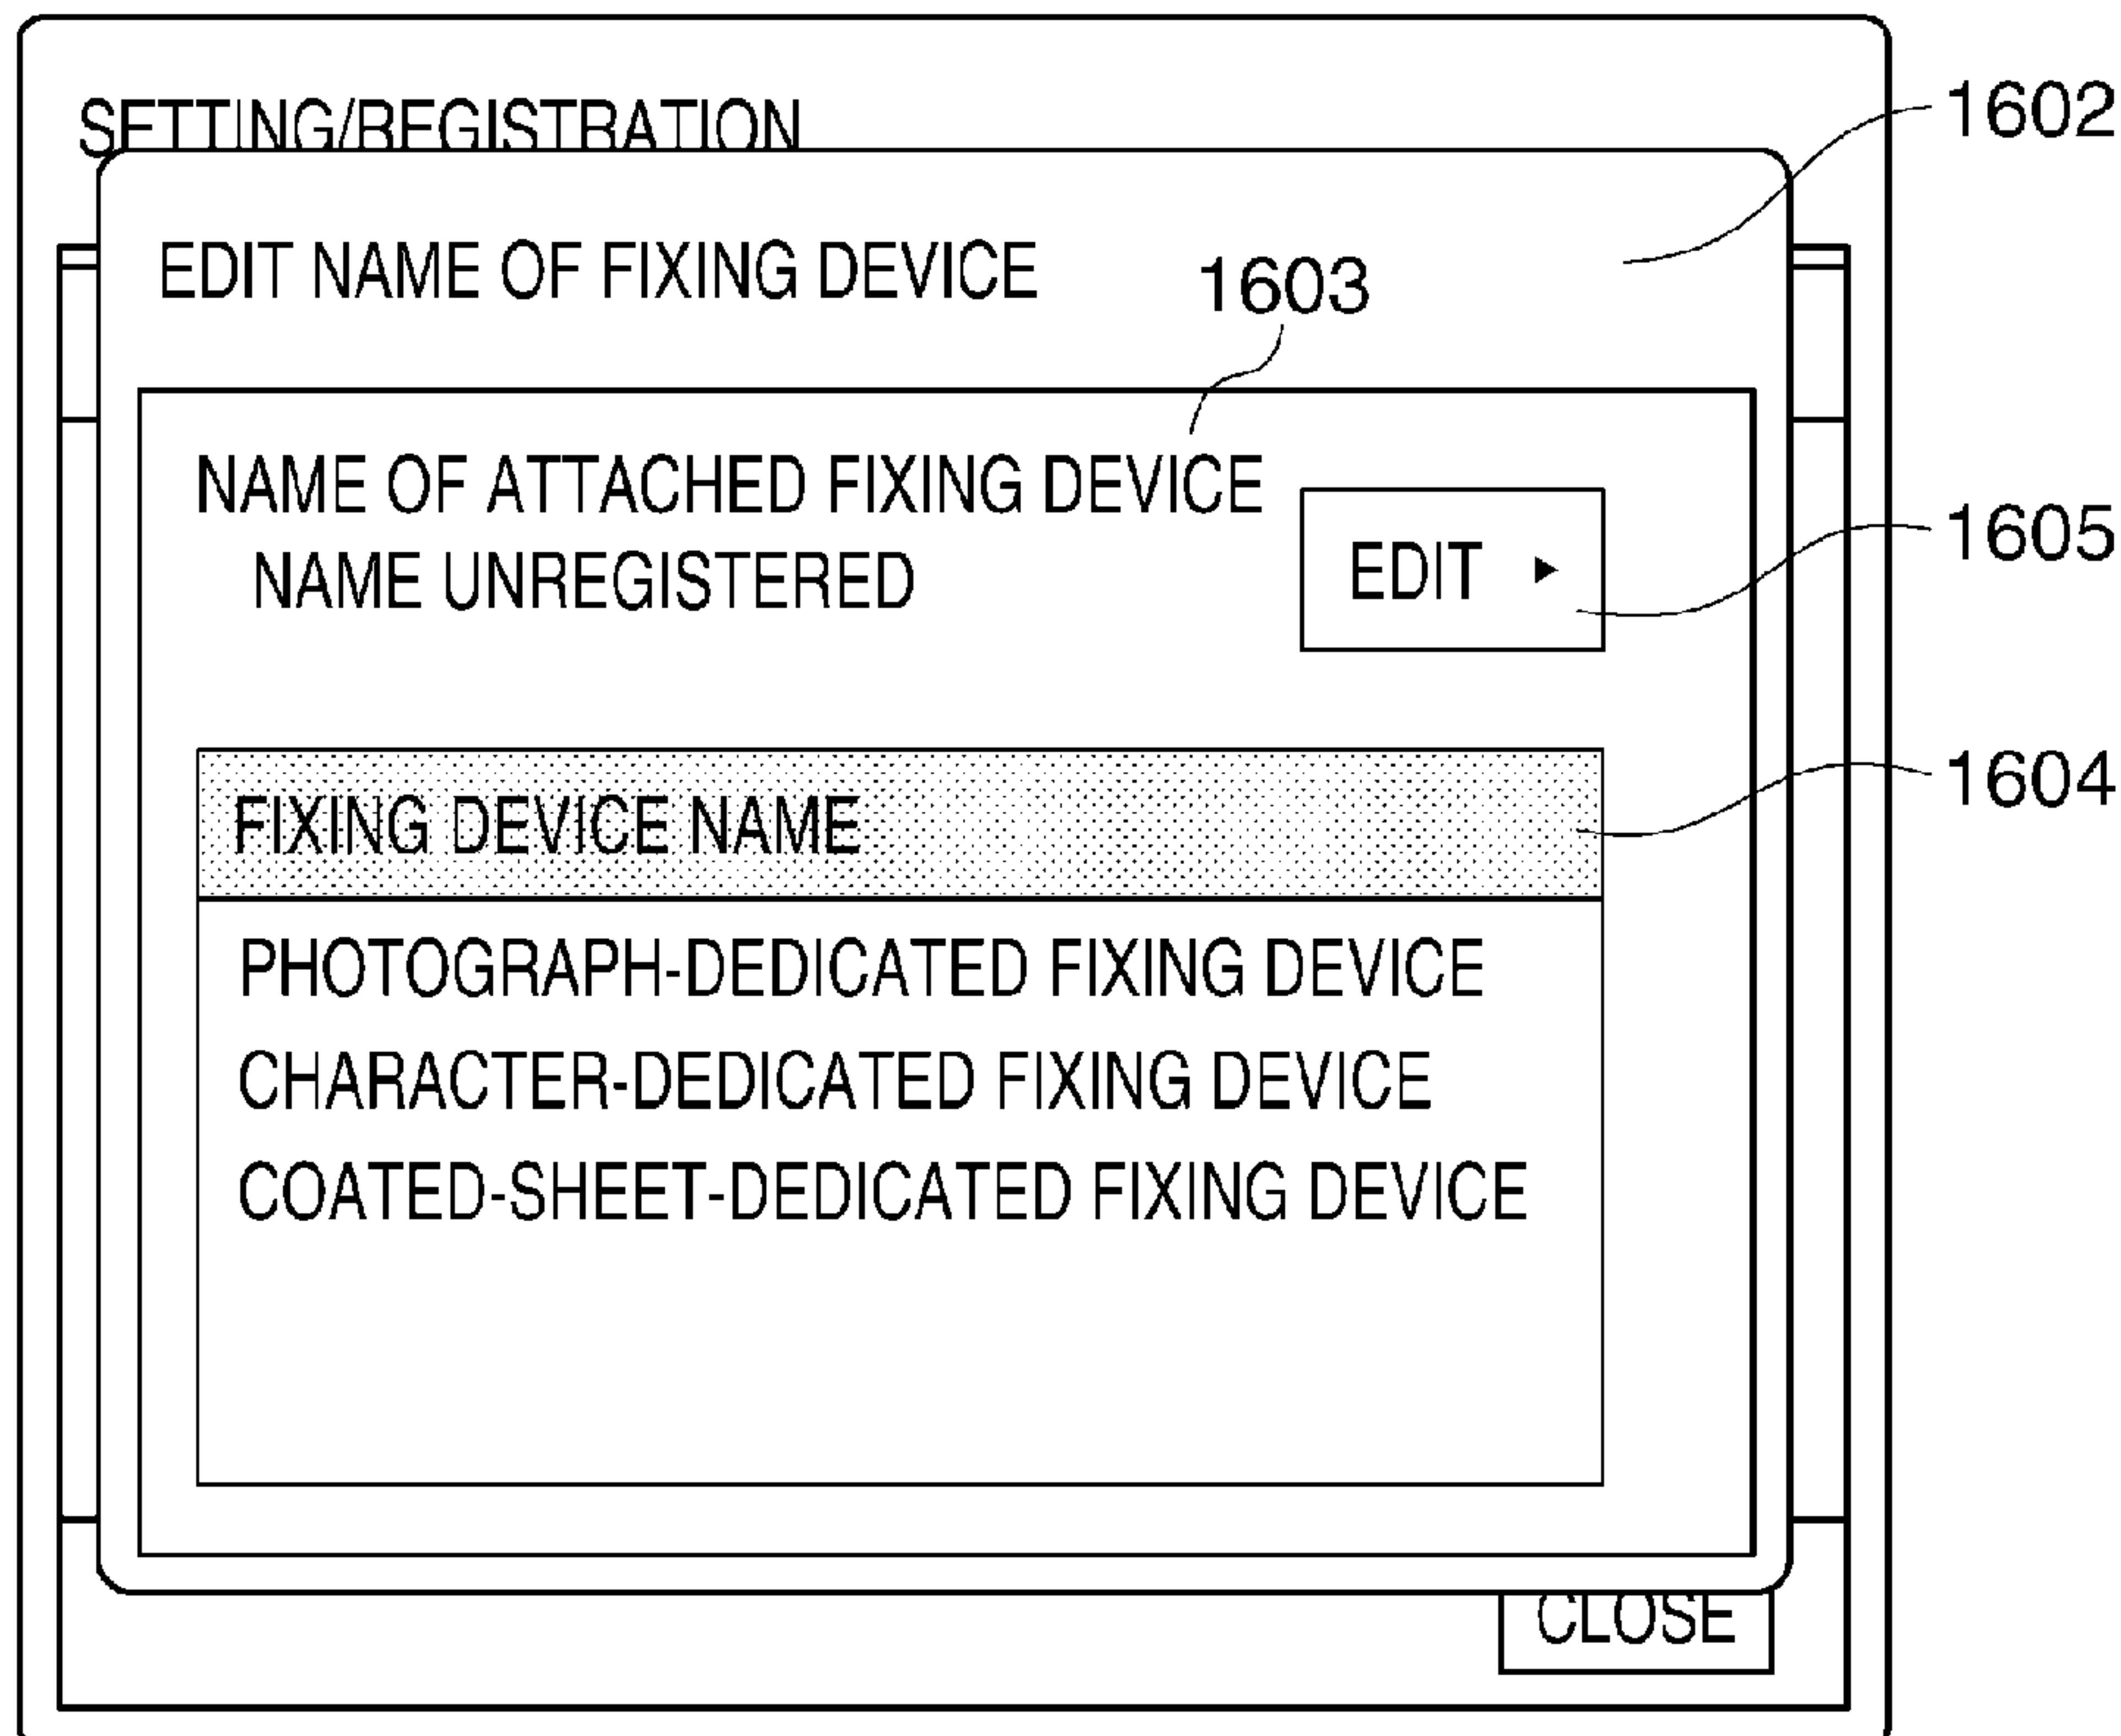 SETTING/REGISTRATION
1602
EDIT NAME OF FIXING DEVICE
1603
NAME OF ATTACHED FIXING DEVICE
NAME UNREGISTERED
EDIT ►
1605
1604
FIXING DEVICE NAME
PHOTOGRAPH-DEDICATED FIXING DEVICE
CHARACTER-DEDICATED FIXING DEVICE
COATED-SHEET-DEDICATED FIXING DEVICE
CLOSE